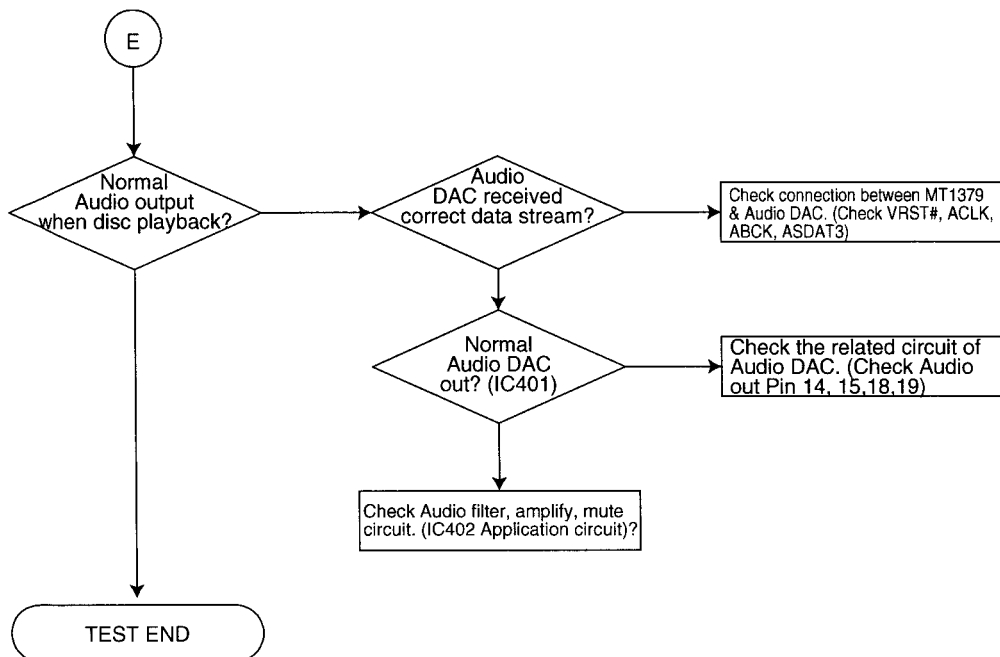 E
Normal
Audio output
when disc playback?
Audio
DAC received
correct data stream?
Check connection between MT1379
& Audio DAC. (Check VRST#, ACLK,
ABCK, ASDAT3)
Normal
Audio DAC
out? (IC401)
Check the related circuit of
Audio DAC. (Check Audio
out Pin 14, 15,18,19)
Check Audio filter, amplify, mute
circuit. (IC402 Application circuit)?
TEST END